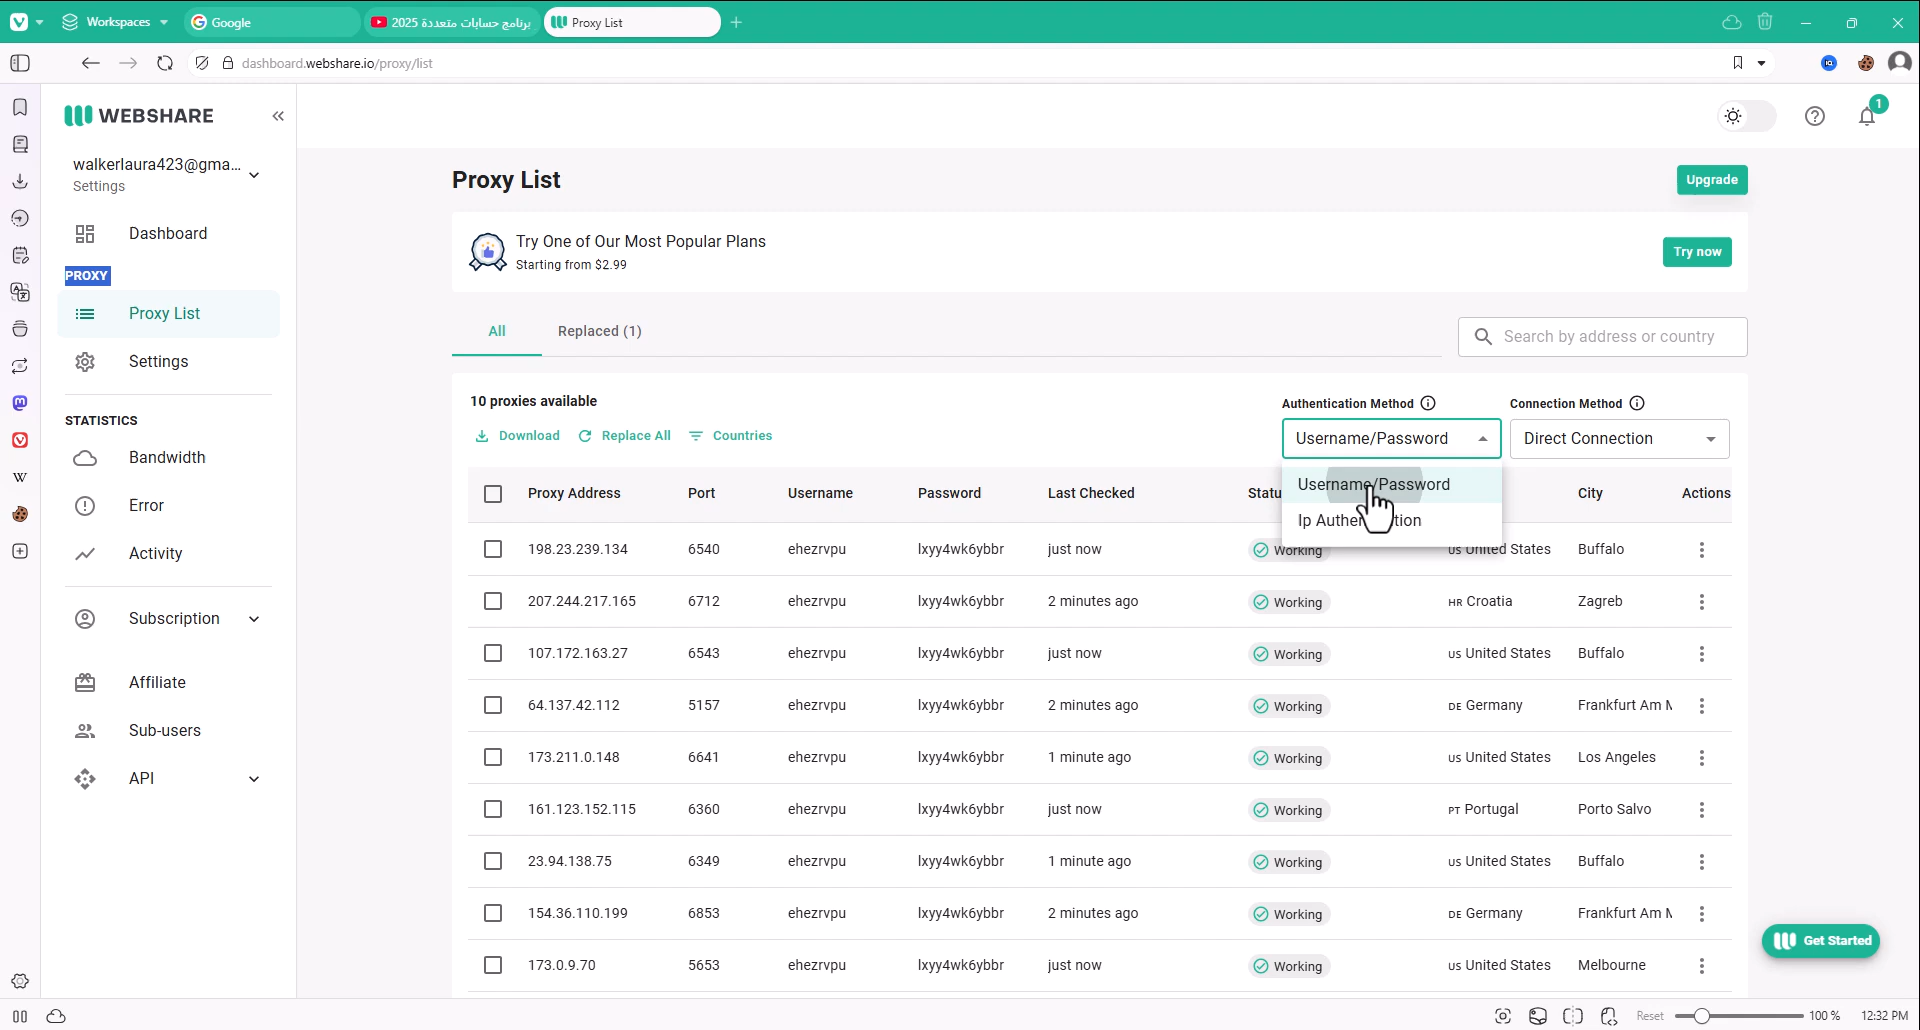 Workspaces
Google
برنامج حسابات متعددة 2025
Proxy List
dashboard.webshare.io/proxy/list
WEBSHARE
1
walkerlaura423@gma...
Settings
Dashboard
PROXY
Proxy List
Settings
STATISTICS
Bandwidth
Error
Activity
Subscription
Affiliate
Sub-users
API
Proxy List
Upgrade
Try One of Our Most Popular Plans
Starting from $2.99
Try now
All
Replaced (1)
Search by address or country
10 proxies available
Authentication Method
Connection Method
Download
Replace All
Countries
Username/Password
Direct Connection
Username/Password
Ip
Proxy Address Port Username Password Last Checked City Actions
198.23.239.134 6540 ehezrvpu lxyy4wk6ybbr just now Working US United States Buffalo
207.244.217.165 6712 ehezrvpu lxyy4wk6ybbr 2 minutes ago Working HR Croatia Zagreb
107.172.163.27 6543 ehezrvpu lxyy4wk6ybbr just now Working US United States Buffalo
64.137.42.112 5157 ehezrvpu lxyy4wk6ybbr 2 minutes ago Working DE Germany Frankfurt Am
173.211.0.148 6641 ehezrvpu lxyy4wk6ybbr 1 minute ago Working US United States Los Angeles
161.123.152.115 6360 ehezrvpu lxyy4wk6ybbr just now Working PT Portugal Porto Salvo
23.94.138.75 6349 ehezrvpu lxyy4wk6ybbr 1 minute ago Working US United States Buffalo
154.36.110.199 6853 ehezrvpu lxyy4wk6ybbr 2 minutes ago Working DE Germany Frankfurt Am
173.0.9.70 5653 ehezrvpu lxyy4wk6ybbr just now Working US United States Melbourne
Get Started
Reset
100 %
12:32 PM